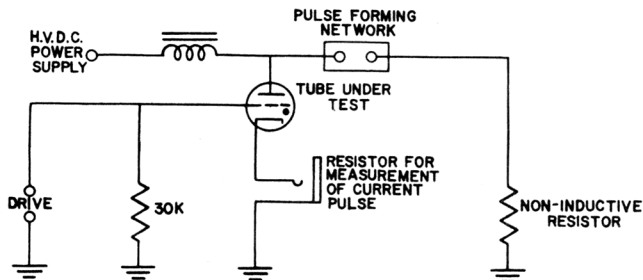 PULSE FORMING
NETWORK
H.V.D.C.
POWER
SUPPLY
TUBE UNDER
TEST
RESISTOR FOR
MEASUREMENT
OF CURRENT
PULSE
DRIVE
30K
NON-INDUCTIVE
RESISTOR